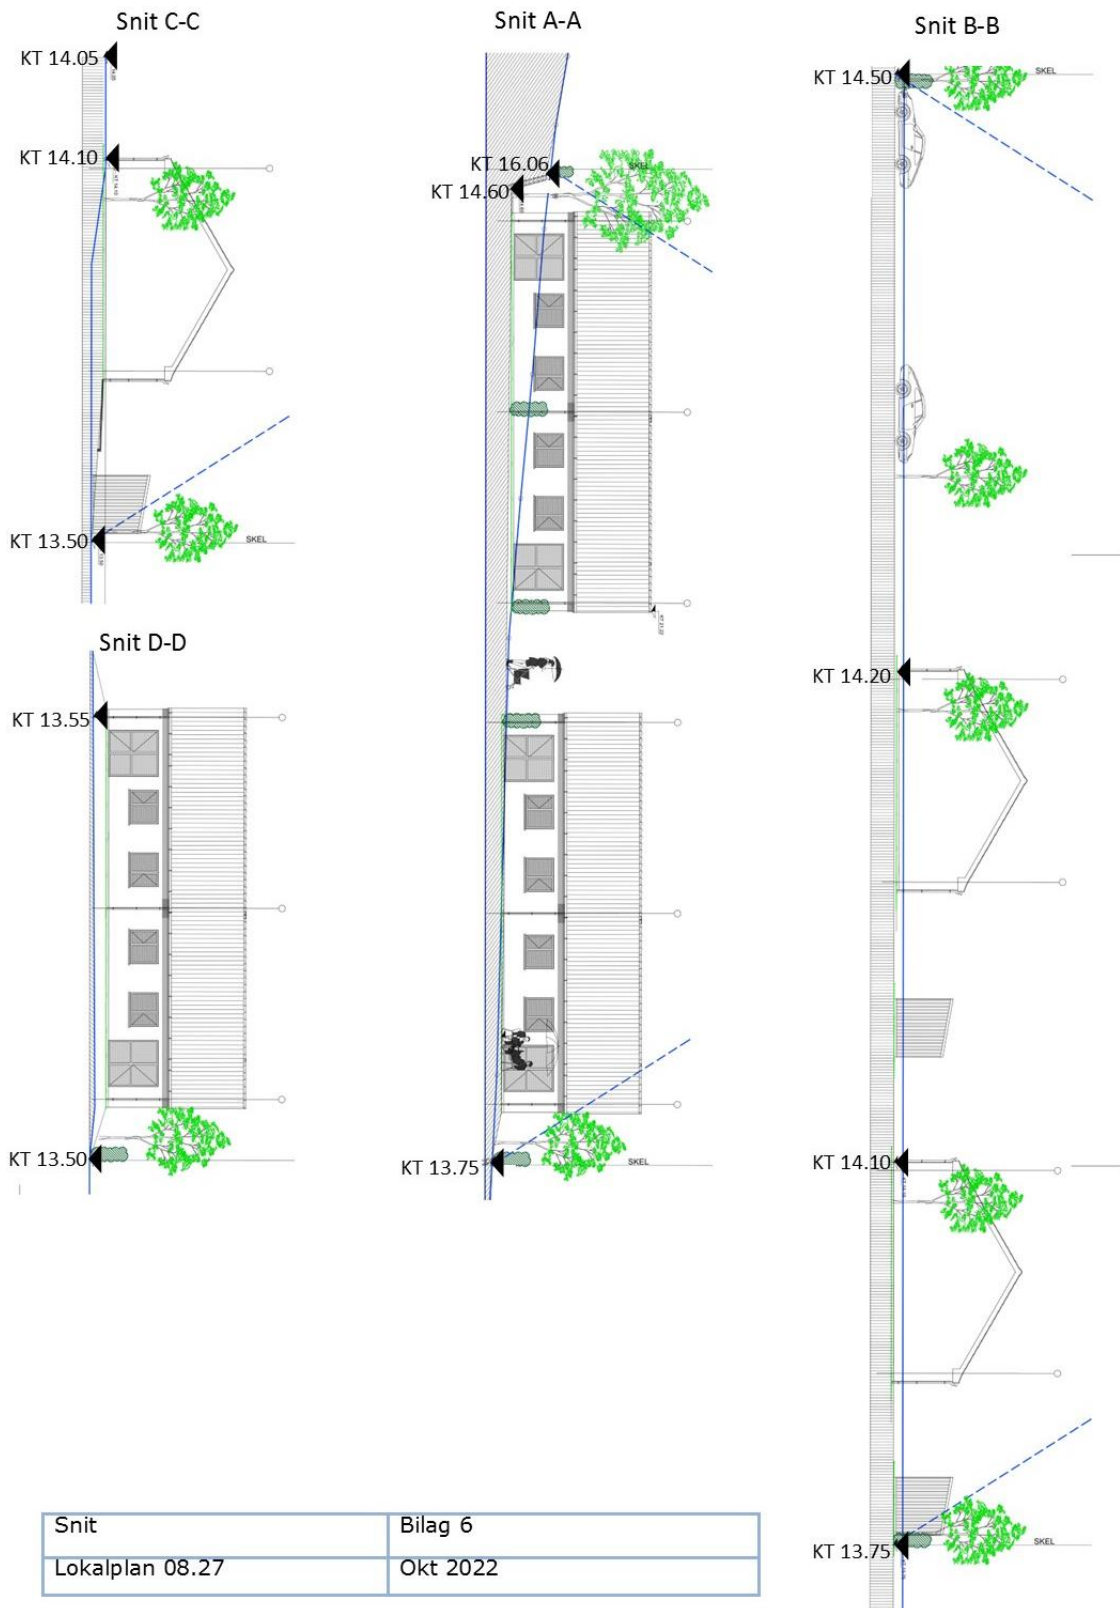 Snit C-C
KT 14.05
KT 14.10
KT 13.50
SKEL
Snit D-D
KT 13.55
KT 13.50
Snit A-A
KT 16.06
SKEL
KT 14.60
KT 13.75
SKEL
Snit B-B
KT 14.50
SKEL
KT 14.20
KT 14.10
KT 13.75
SKEL
Snit
Bilag 6
Lokalplan 08.27
Okt 2022